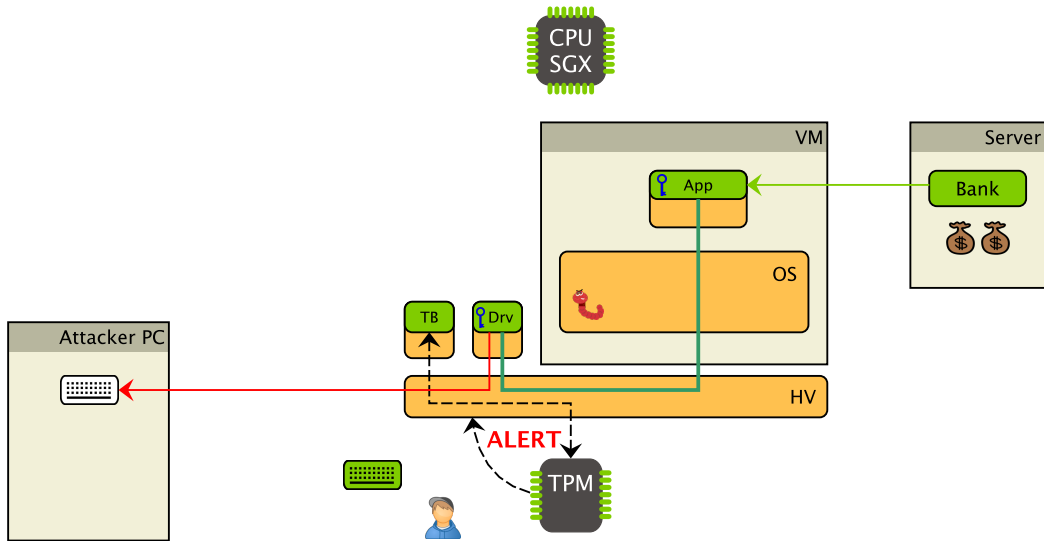 CPU
SGX
VM
Server
App
Bank
OS
TB
Drv
Attacker PC
HV
ALERT
TPM